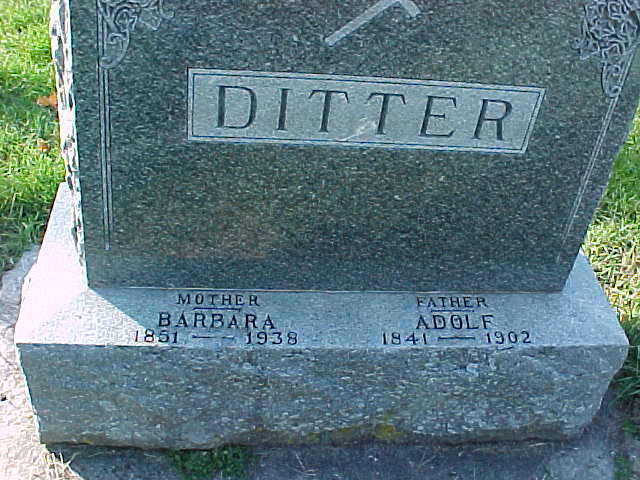 DITTER
MOTHER FATHER
BARBARA ADOLF
1851 — 1938 1841 — 1902